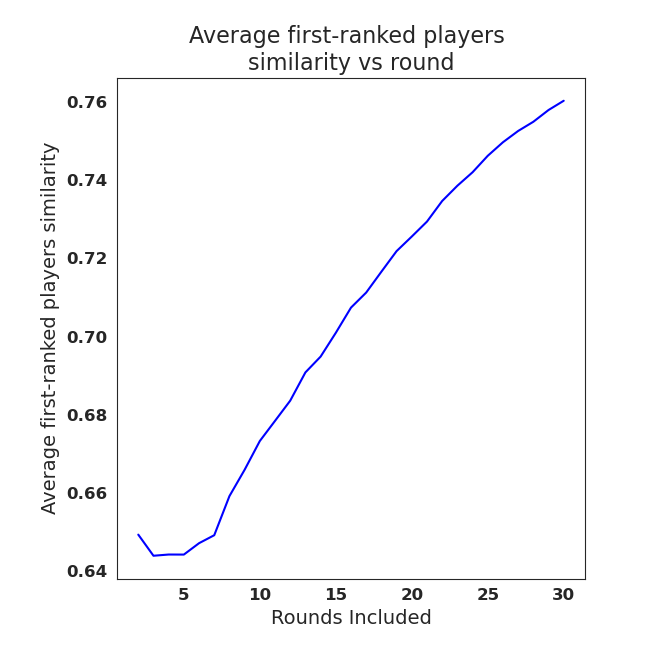 Average first-ranked players
similarity vs round
Average first-ranked players similarity
0.76
0.74
0.72
0.70
0.68
0.66
0.64
5 10 15 20 25 30
Rounds Included